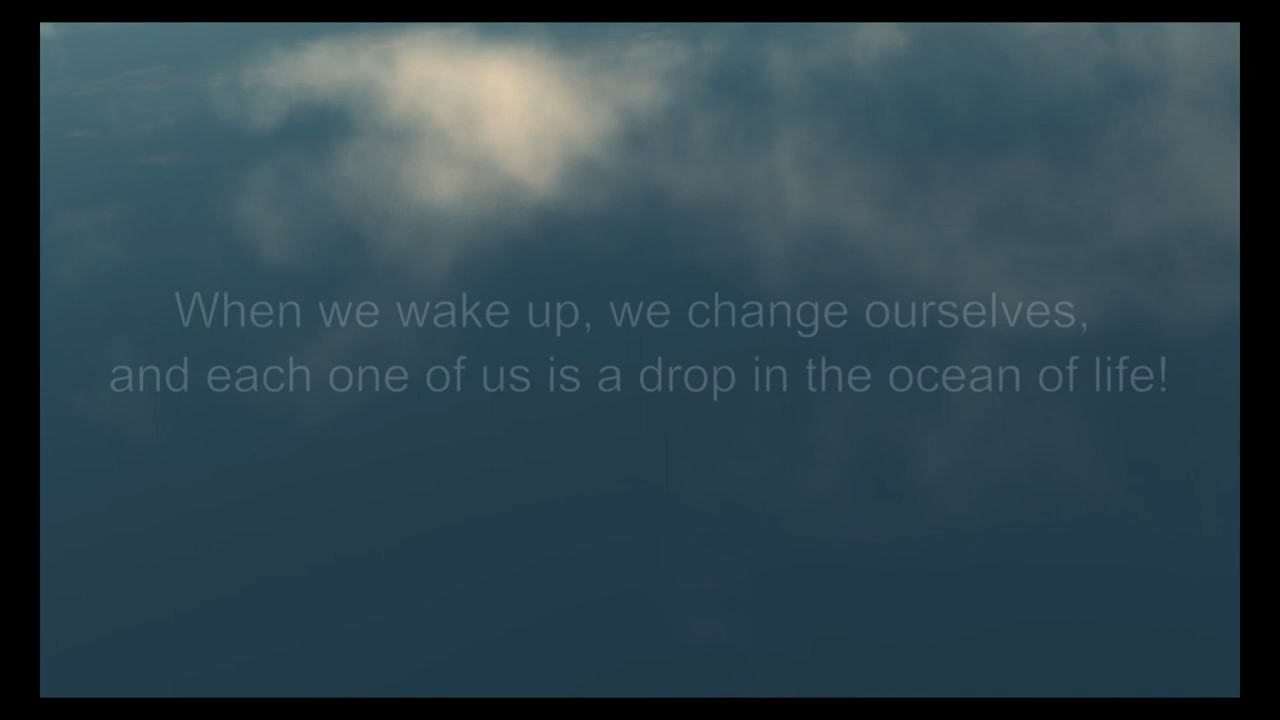 When we wake up, we change ourselves,
and each one of us is a drop in the ocean of life!